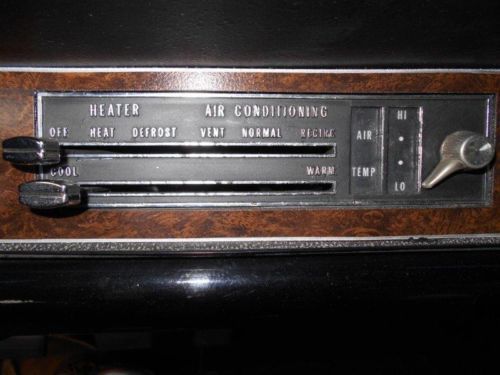 HEATER AIR CONDITIONING HI
OFF HEAT DEFROST VENT NORMAL RECIRC AIR
COOL WARM TEMP
LO